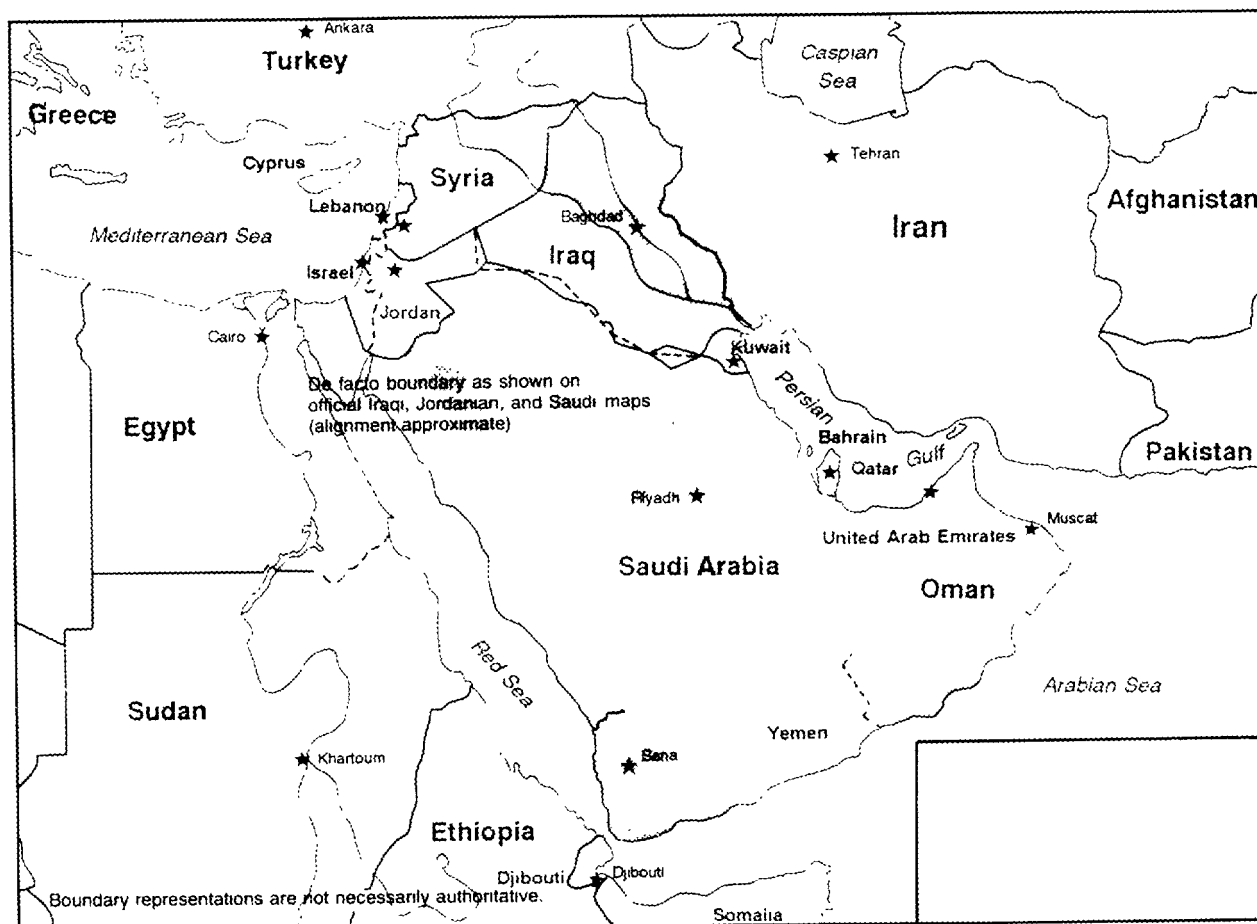 Ankara
Turkey
Caspian
Sea
Greece
Tehran
Cyprus
Syria
Afghanistan
Lebanon
Baghdad
Iran
Mediterranean Sea
Iraq
Israel
Jordan
Cairo
Kuwait
De facto boundary as shown on
official Iraqi, Jordanian, and Saudi maps
(alignment approximate)
Persian
Egypt
Bahrain
Gulf
Pakistan
Qatar
Riyadh
Muscat
United Arab Emirates
Saudi Arabia
Oman
Red Sea
Arabian Sea
Sudan
Yemen
Khartoum
Sana
Ethiopia
Djibouti
Djibouti
Boundary representations are not necessarily authoritative.
Somalia